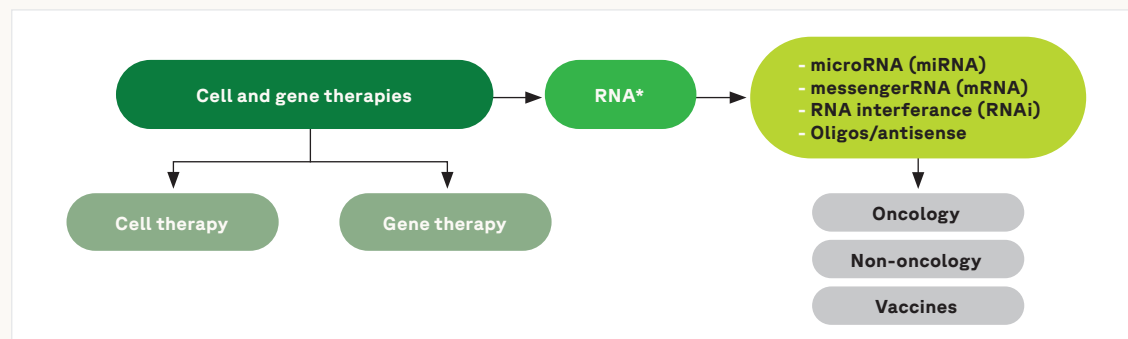 Cell and gene therapies
RNA*
- microRNA (miRNA)
- messengerRNA (mRNA)
- RNA interferance (RNAi)
- Oligos/antisense
Cell therapy
Gene therapy
Oncology
Non-oncology
Vaccines